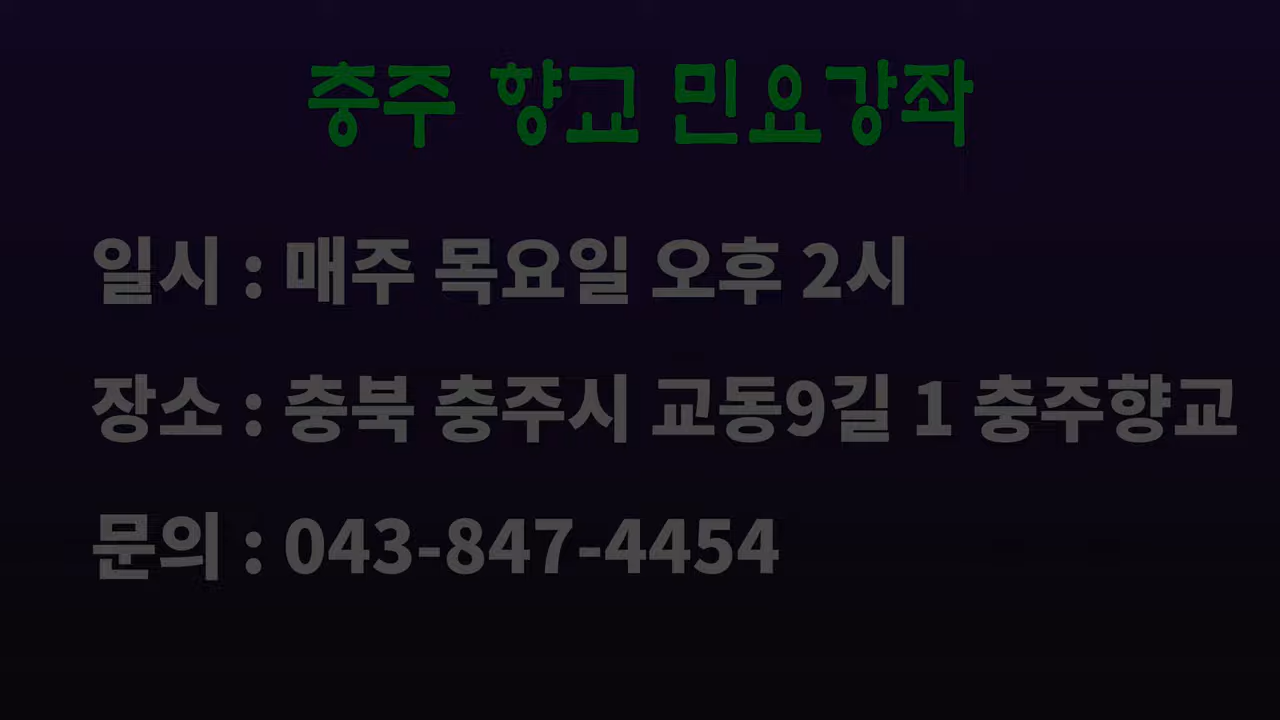 충주 향교 민요강좌
일시 : 매주 목요일 오후 2시
장소 : 충북 충주시 교동9길 1 충주향교
문의 : 043-847-4454